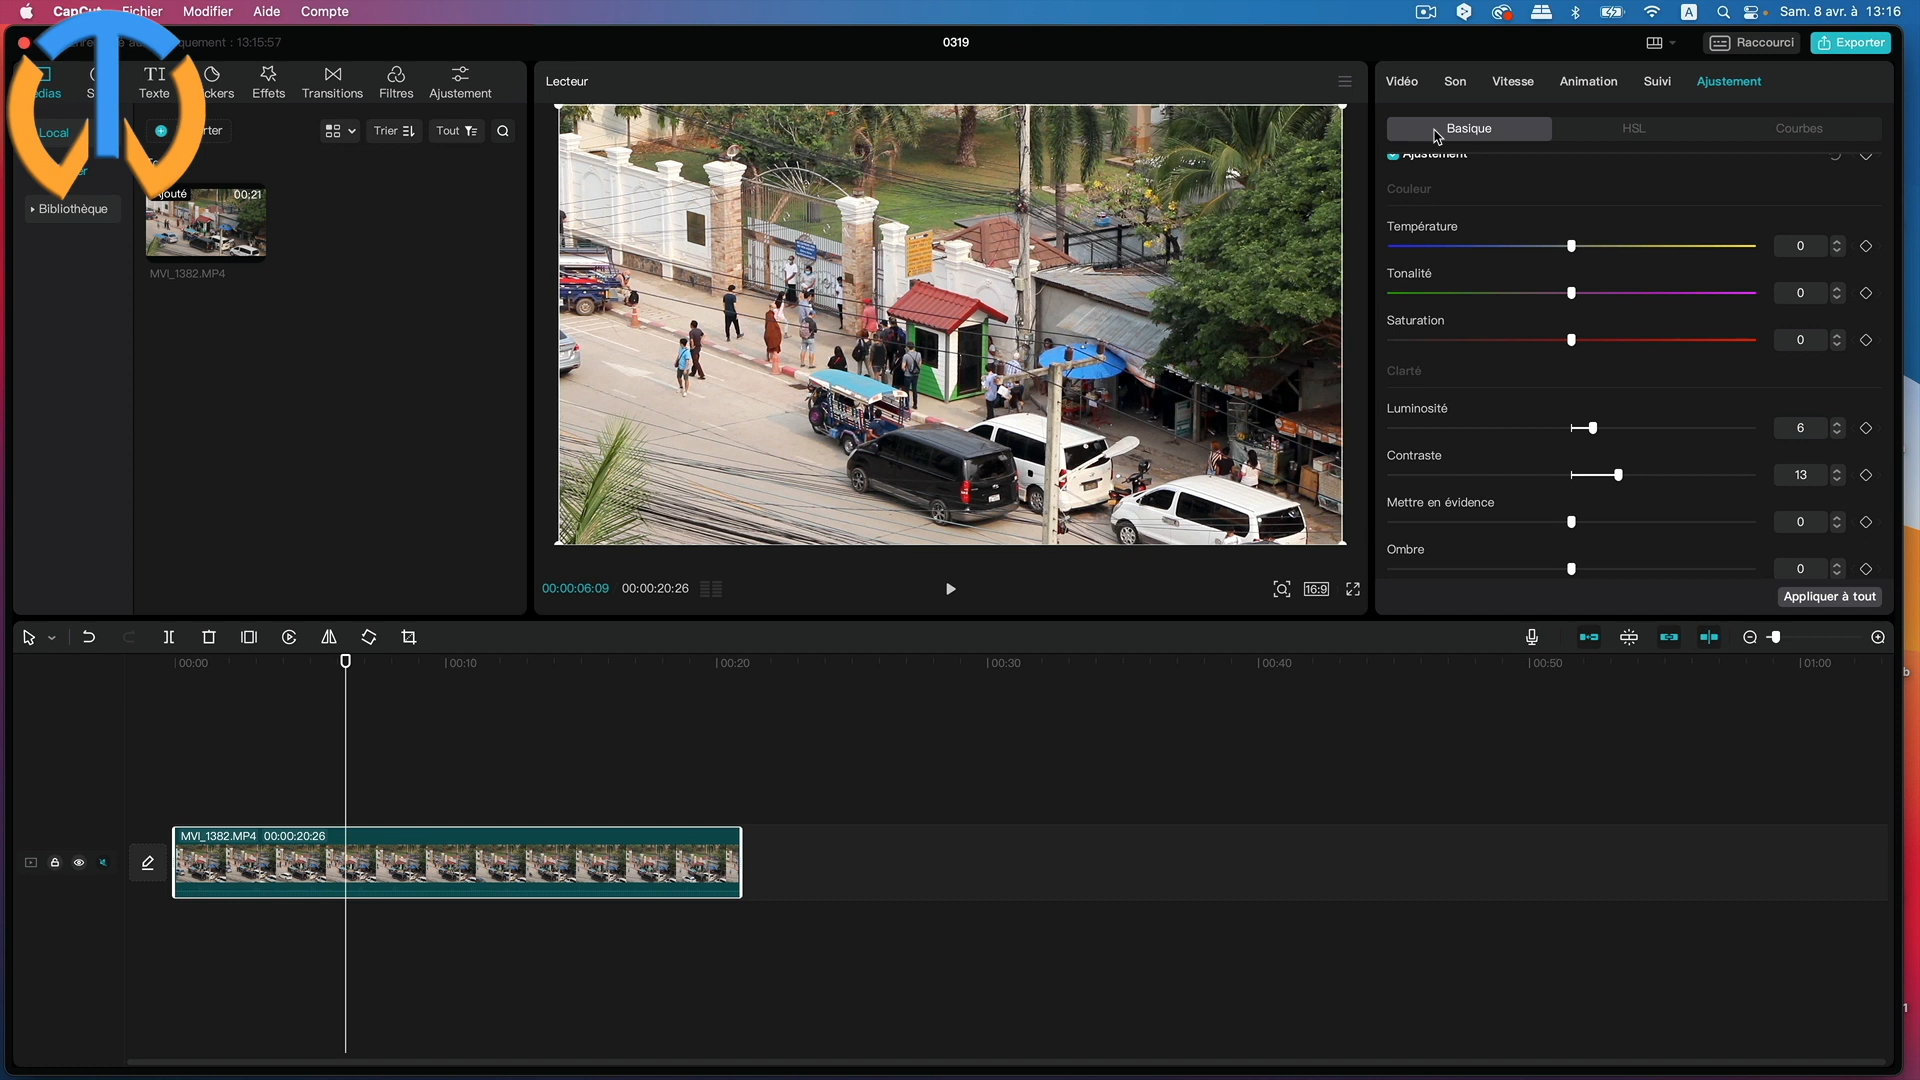 CapCut Fichier Modifier Aide Compte
Sam. 8 avr. à 13:16
: 13:15:57
0319
Raccourci
Exporter
Texte
Effets
Transitions
Filtres
Ajustement
Local
Bibliothèque
Trier
Tout
00:21
MVI_1382.MP4
Lecteur
00:00:06:09 00:00:20:26
16:9
Vidéo Son Vitesse Animation Suivi Ajustement
Basique HSL Courbes
Ajustement
Couleur
Température
0
Tonalité
0
Saturation
0
Clarté
Luminosité
6
Contraste
13
Mettre en évidence
0
Ombre
0
Appliquer à tout
00:00 00:10 00:20 00:30 00:40 00:50 01:00
MVI_1382.MP4 00:00:20:26